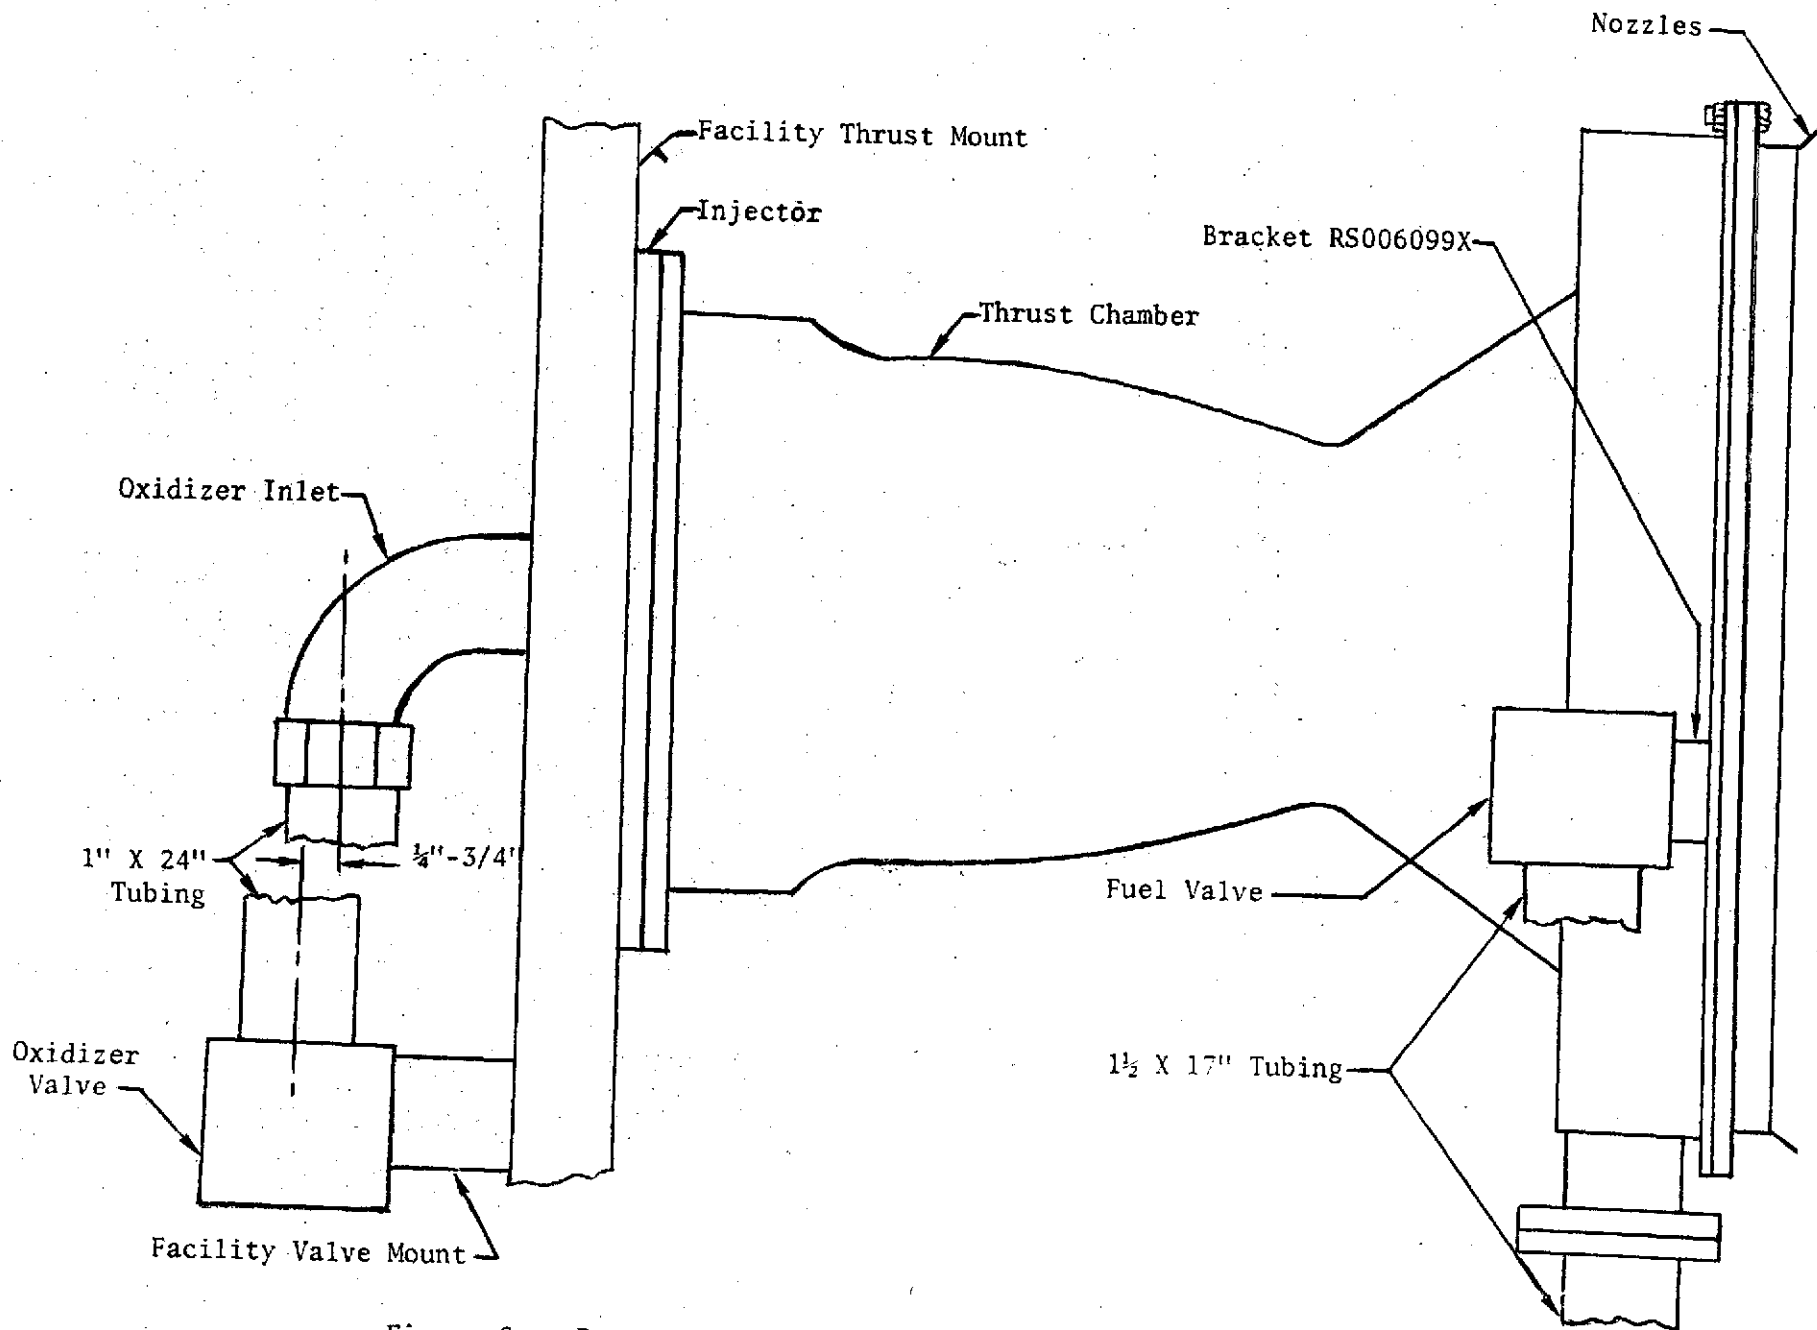 Nozzles
Facility Thrust Mount
Injector
Bracket RS006099X
Thrust Chamber
Oxidizer Inlet
1" X 24"
Tubing
¼"-3/4"
Fuel Valve
Oxidizer
Valve
1½ X 17" Tubing
Facility Valve Mount